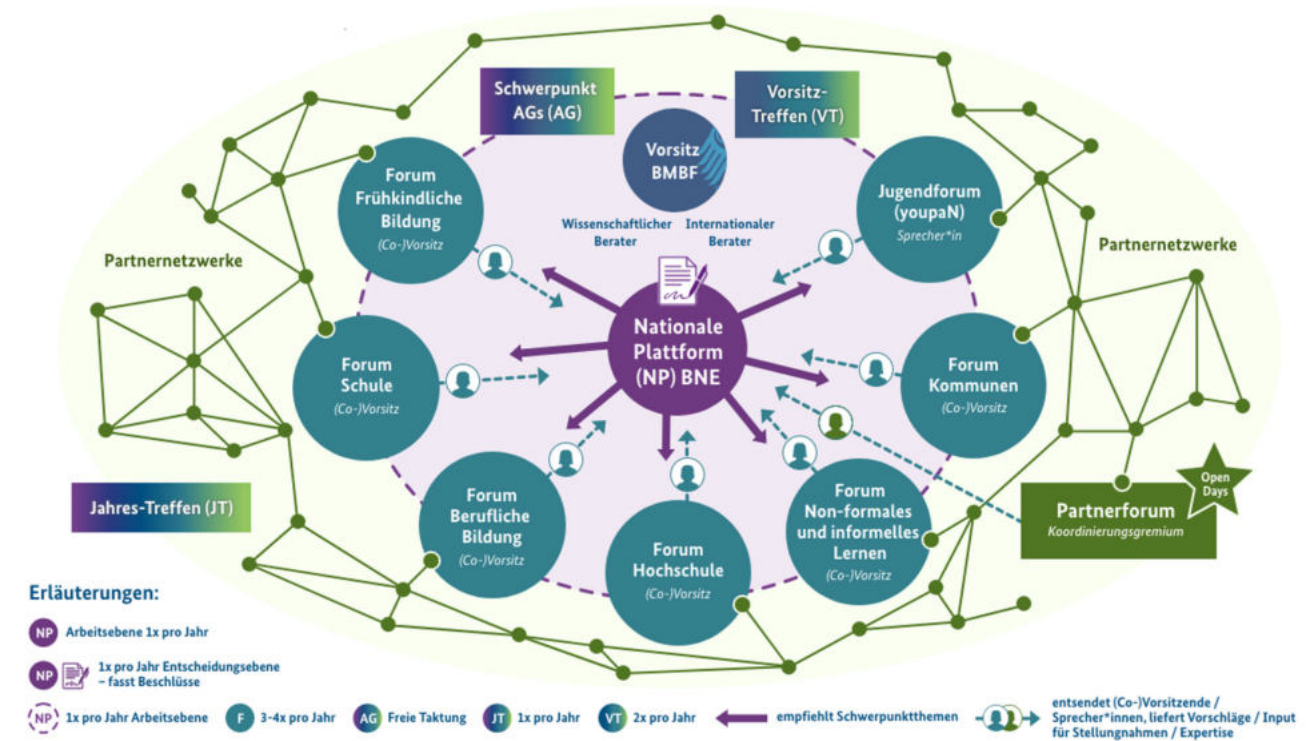 Schwerpunkt
AGs (AG)
Vorsitz-
Treffen (VT)
Vorsitz
BMBF
Forum
Frühkindliche
Bildung
(Co-)Vorsitz
Jugendforum
(youpaN)
Sprecher*in
Wissenschaftlicher
Berater
Internationaler
Berater
Partnernetzwerke
Partnernetzwerke
Nationale
Plattform
(NP) BNE
Forum
Schule
(Co-)Vorsitz
Forum
Kommunen
(Co-)Vorsitz
Jahres-Treffen (JT)
Forum
Berufliche
Bildung
(Co-)Vorsitz
Forum
Hochschule
(Co-)Vorsitz
Forum
Non-formales
und informelles
Lernen
(Co-)Vorsitz
Open
Days
Partnerforum
Koordinierungsgremium
Erläuterungen:
NP Arbeitsebene 1x pro Jahr
NP 1x pro Jahr Entscheidungsebene
– fasst Beschlüsse
NP 1x pro Jahr Arbeitsebene
F 3-4x pro Jahr
AG Freie Taktung
JT 1x pro Jahr
VT 2x pro Jahr
empfiehlt Schwerpunktthemen
entsendet (Co-)Vorsitzende /
Sprecher*innen, liefert Vorschläge / Input
für Stellungnahmen / Expertise